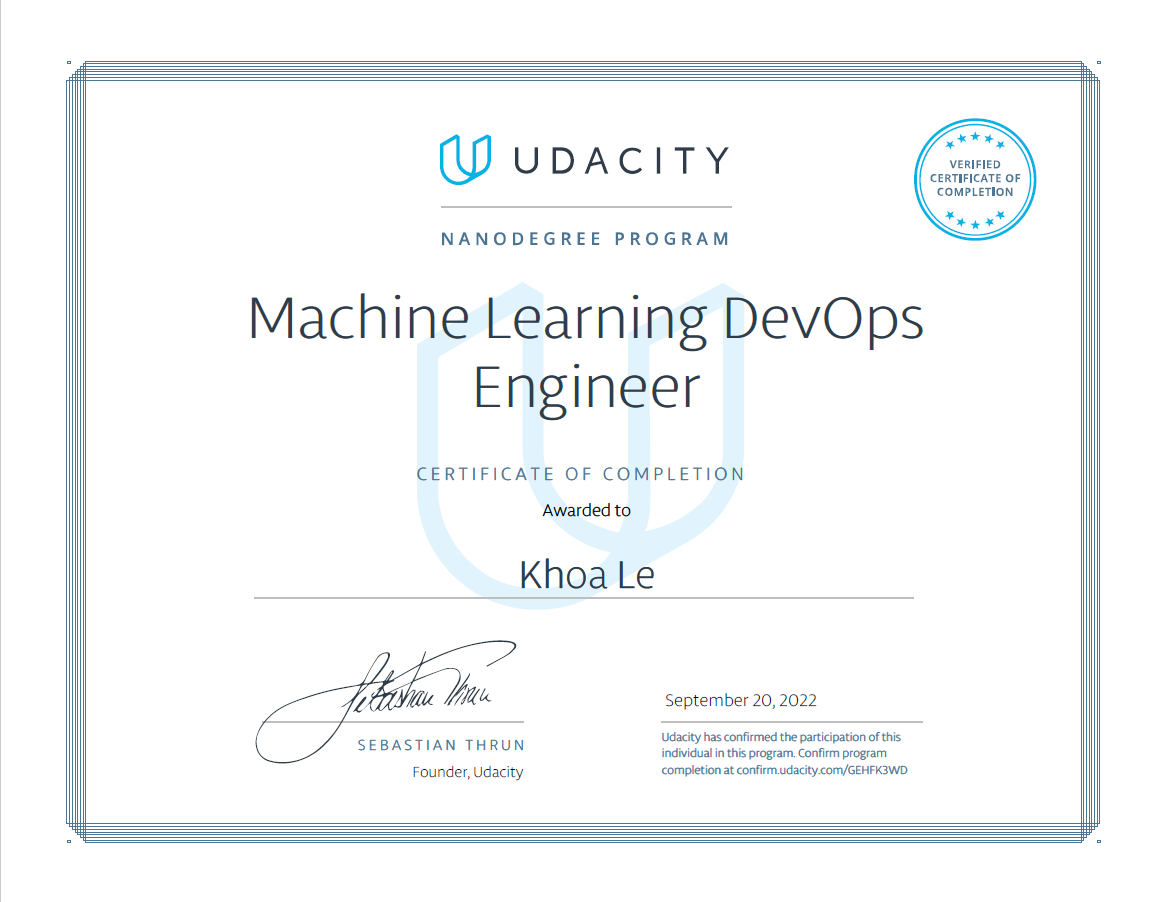 UDACITY
VERIFIED
CERTIFICATE OF
COMPLETION
NANODEGREE PROGRAM
Machine Learning DevOps
Engineer
CERTIFICATE OF COMPLETION
Awarded to
Khoa Le
Sebastian Thrun
SEBASTIAN THRUN
Founder, Udacity
September 20, 2022
Udacity has confirmed the participation of this
individual in this program. Confirm program
completion at confirm.udacity.com/GEHFK3WD